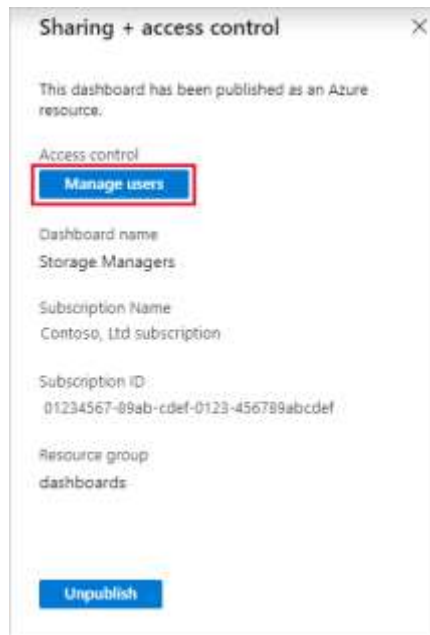 Sharing + access control
This dashboard has been published as an Azure
resource.
Access control
Manage users
Dashboard name
Storage Managers
Subscription Name
Contoso, Ltd subscription
Subscription ID
01234567-89ab-cdef-0123-456789abcdef
Resource group
dashboards
Unpublish